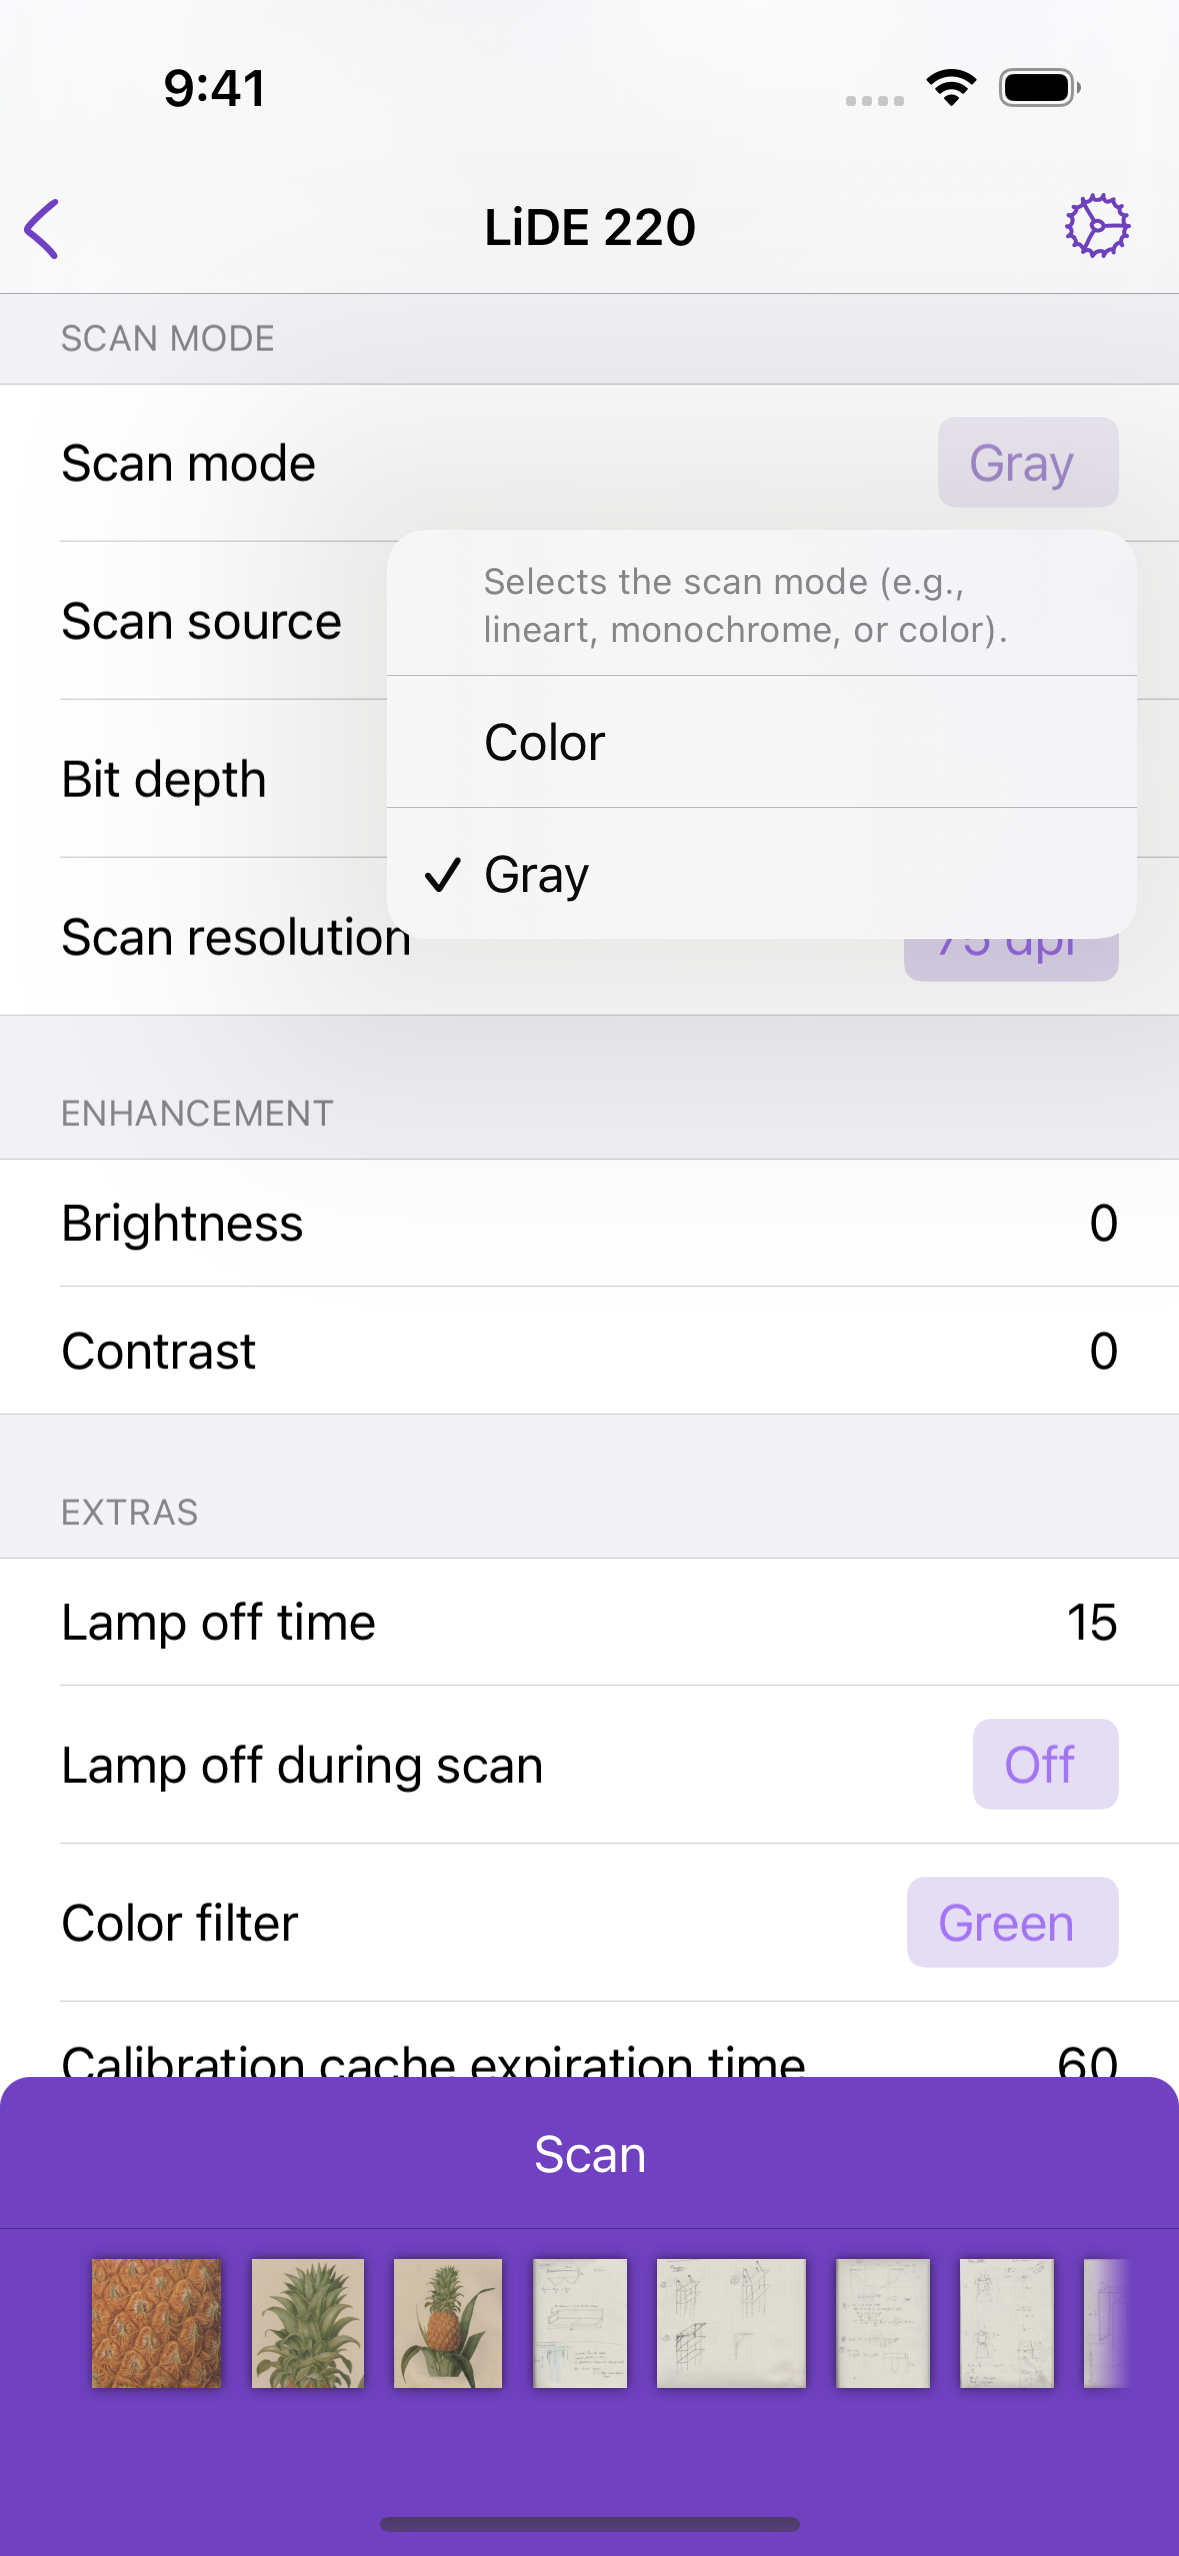 9:41
LiDE 220
SCAN MODE
Scan mode
Gray
Selects the scan mode (e.g.,
lineart, monochrome, or color).
Scan source
Color
Bit depth
Gray
Scan resolution
75 dpi
ENHANCEMENT
Brightness
0
Contrast
0
EXTRAS
Lamp off time
15
Lamp off during scan
Off
Color filter
Green
Calibration cache expiration time
60
Scan